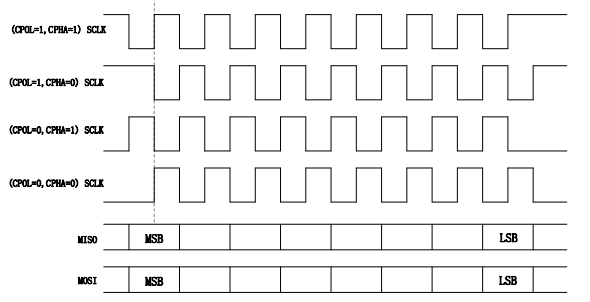 (CPOL=1,CPHA=1) SCLK
(CPOL=1,CPHA=0) SCLK
(CPOL=0,CPHA=1) SCLK
(CPOL=0,CPHA=0) SCLK
MISO MSB LSB
MOSI MSB LSB